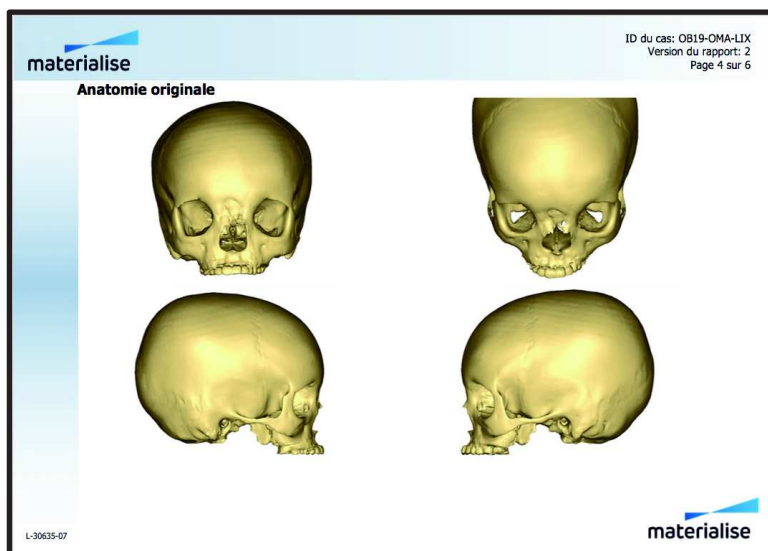 materialise
ID du cas: OB19-OMA-LIX
Version du rapport: 2
Page 4 sur 6
Anatomie originale
L-30635-07
materialise